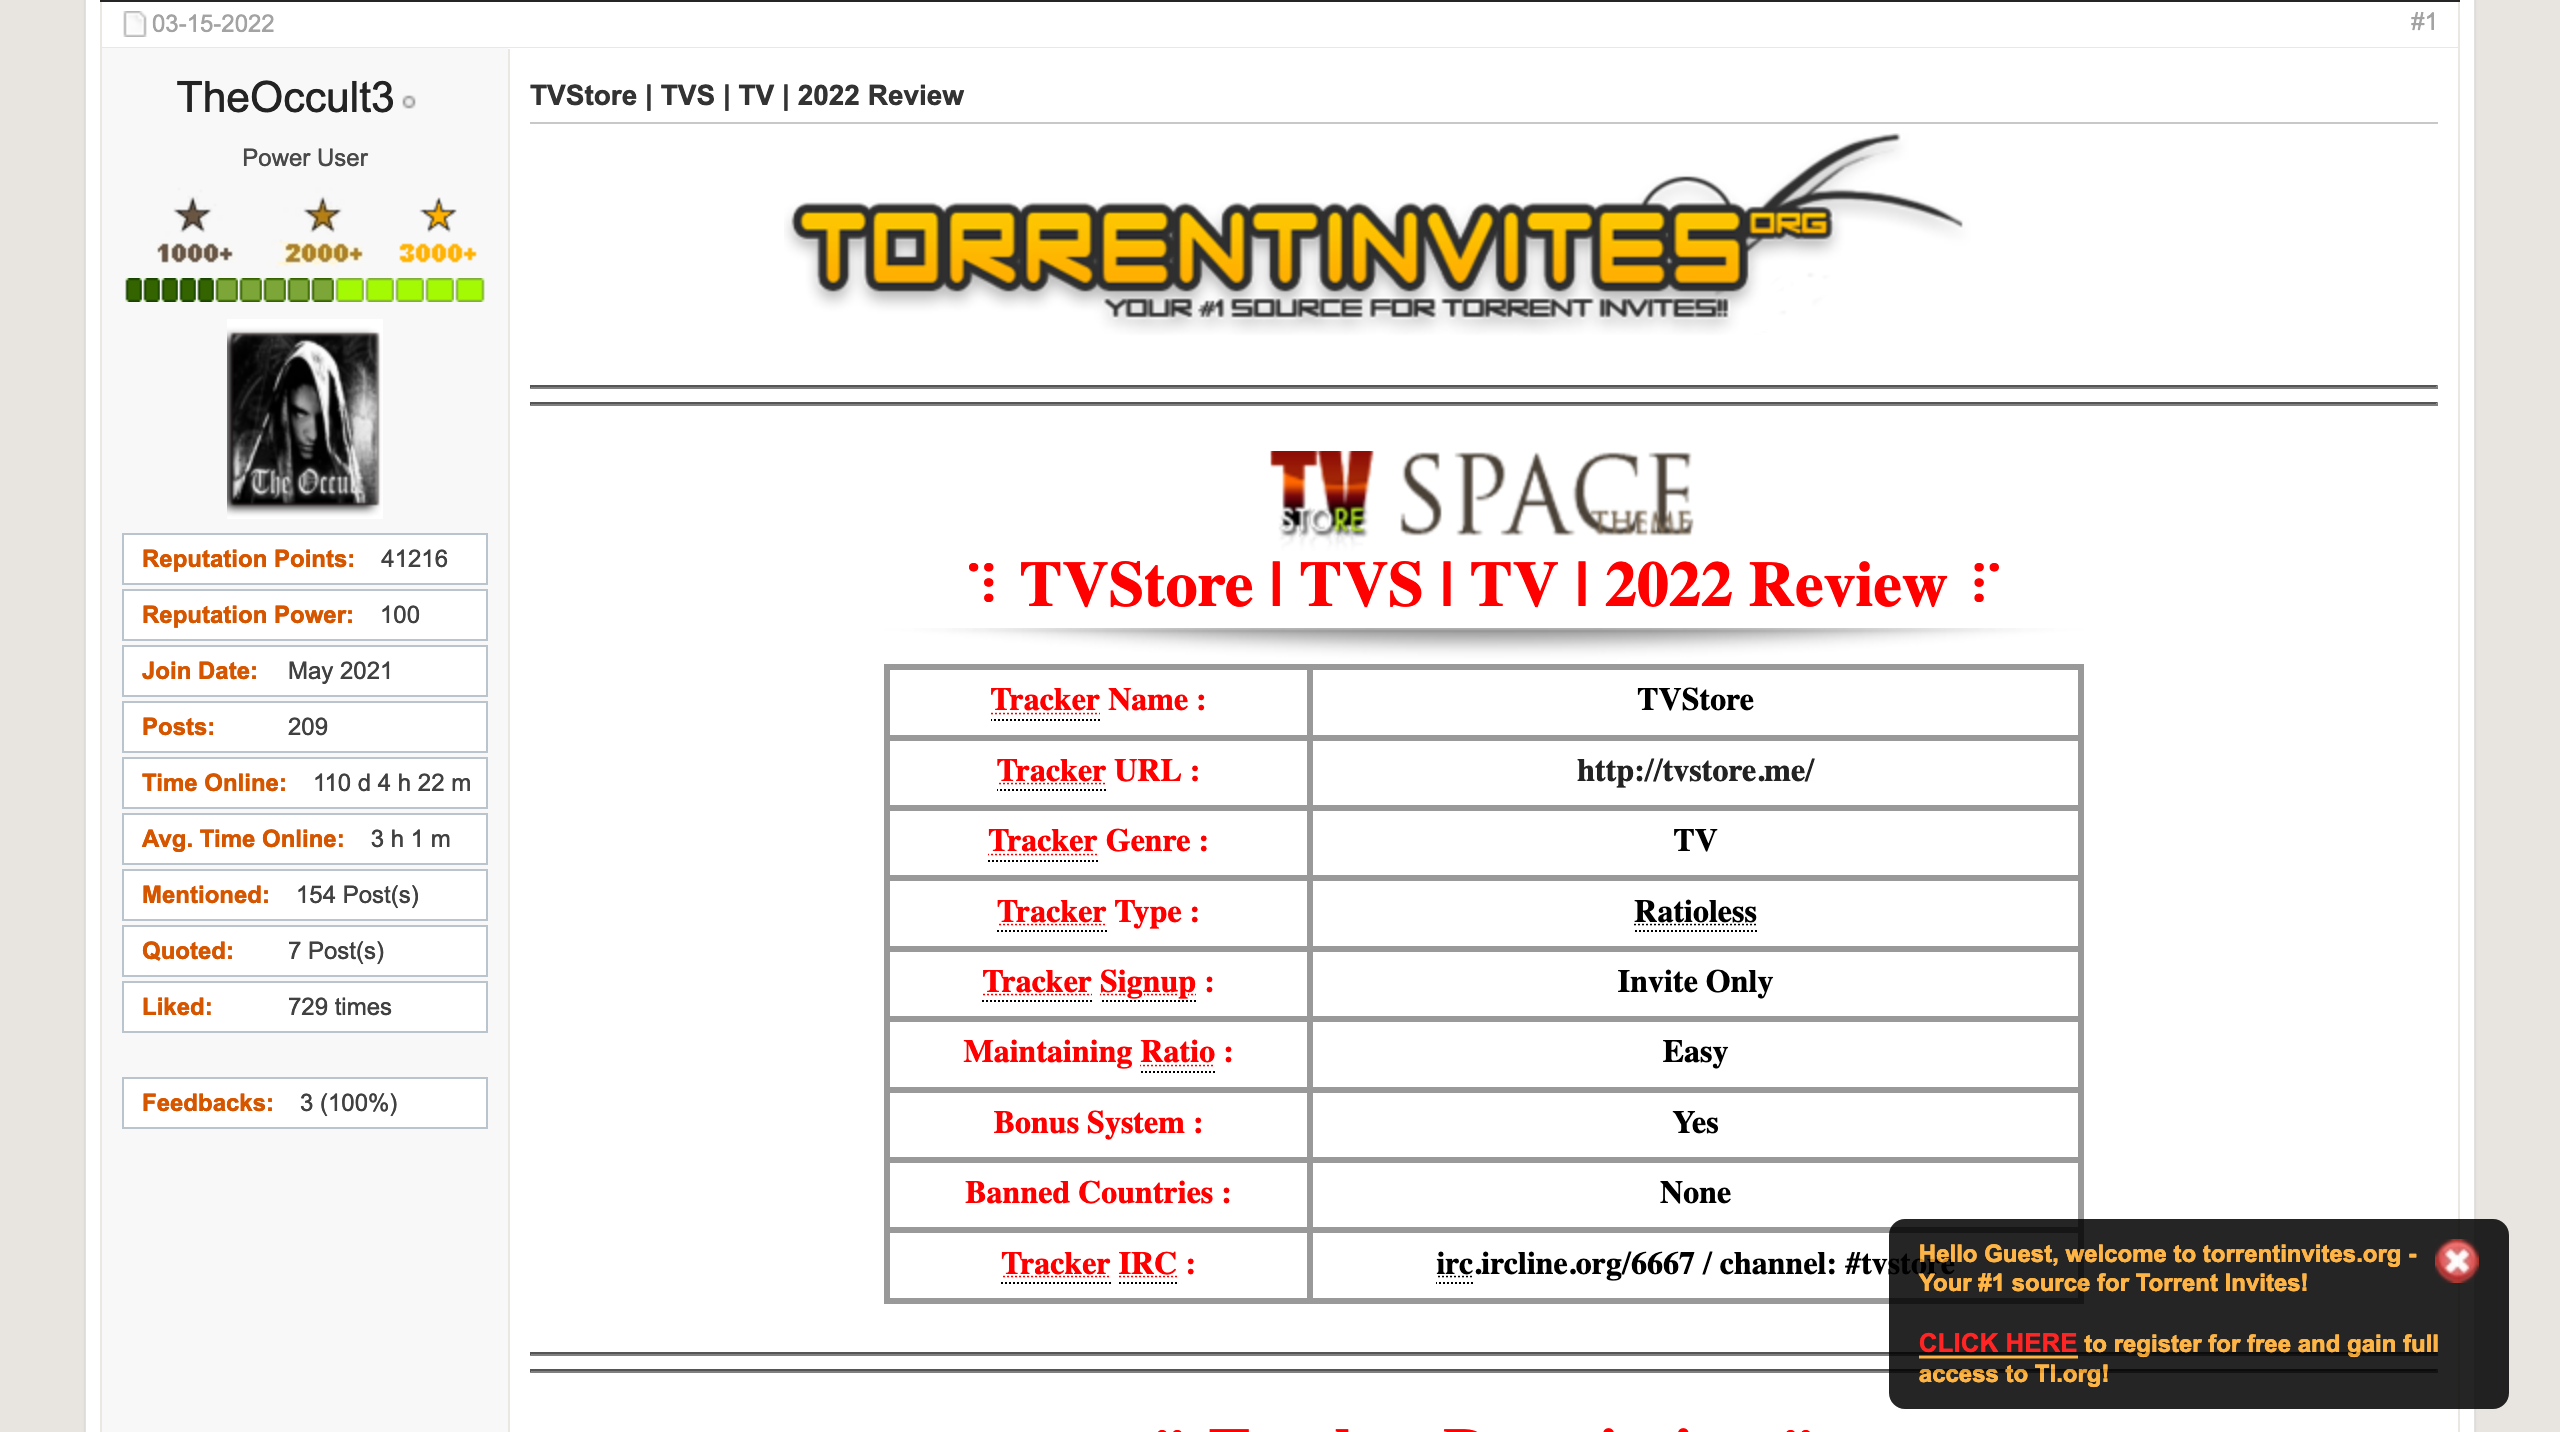 03-15-2022
#1
TheOccult3
Power User
1000+ 2000+ 3000+
The Occul
Reputation Points: 41216
Reputation Power: 100
Join Date: May 2021
Posts: 209
Time Online: 110 d 4 h 22 m
Avg. Time Online: 3 h 1 m
Mentioned: 154 Post(s)
Quoted: 7 Post(s)
Liked: 729 times
Feedbacks: 3 (100%)
TVStore | TVS | TV | 2022 Review
TORRENTINVITES ORG
YOUR #1 SOURCE FOR TORRENT INVITES!!
TV STORE SPACE THEME
TVStore | TVS | TV | 2022 Review
Tracker Name : TVStore
Tracker URL : http://tvstore.me/
Tracker Genre : TV
Tracker Type : Ratioless
Tracker Signup : Invite Only
Maintaining Ratio : Easy
Bonus System : Yes
Banned Countries : None
Tracker IRC : irc.ircline.org/6667 / channel: #tvstore
Hello Guest, welcome to torrentinvites.org -
Your #1 source for Torrent Invites!
CLICK HERE to register for free and gain full
access to TI.org!